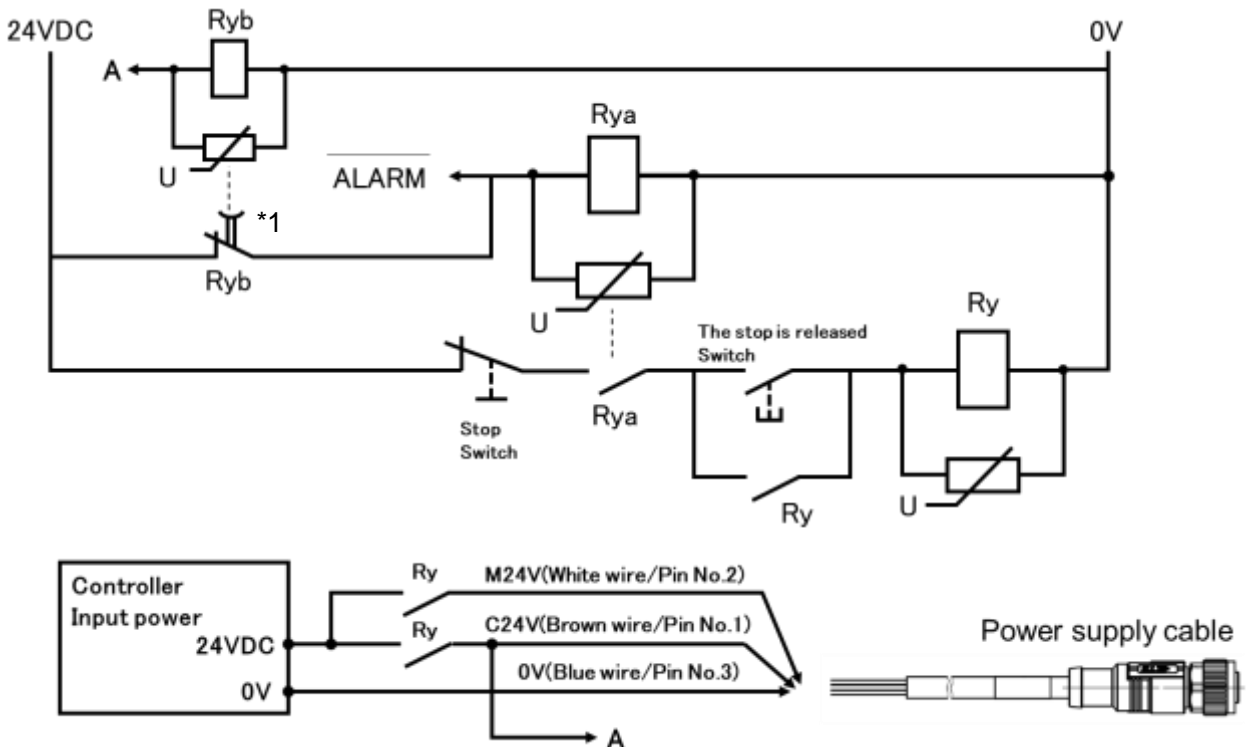 24VDC
Ryb
0V
A
Rya
U
ALARM
*1
Ryb
U
The stop is released
Switch
Ry
Stop
Switch
Rya
Ry
U
Controller
Input power
24VDC
0V
Ry
M24V(White wire/Pin No.2)
Ry
C24V(Brown wire/Pin No.1)
0V(Blue wire/Pin No.3)
A
Power supply cable